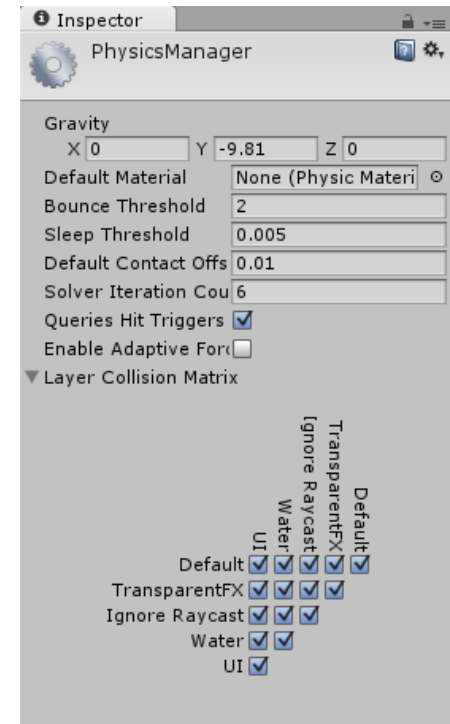 Inspector
PhysicsManager
Gravity
X 0 Y -9.81 Z 0
Default Material None (Physic Materi
Bounce Threshold 2
Sleep Threshold 0.005
Default Contact Offs 0.01
Solver Iteration Cou 6
Queries Hit Triggers
Enable Adaptive Forc
Layer Collision Matrix
UI
Water
Ignore Raycast
TransparentFX
Default
Default
TransparentFX
Ignore Raycast
Water
UI